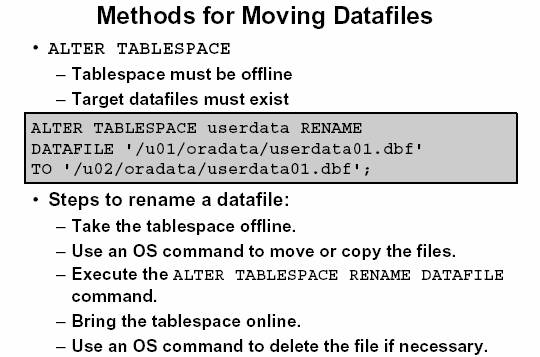 Methods for Moving Datafiles
• ALTER TABLESPACE
– Tablespace must be offline
– Target datafiles must exist
ALTER TABLESPACE userdata RENAME
DATAFILE '/u01/oradata/userdata01.dbf'
TO '/u02/oradata/userdata01.dbf';
• Steps to rename a datafile:
– Take the tablespace offline.
– Use an OS command to move or copy the files.
– Execute the ALTER TABLESPACE RENAME DATAFILE
command.
– Bring the tablespace online.
– Use an OS command to delete the file if necessary.